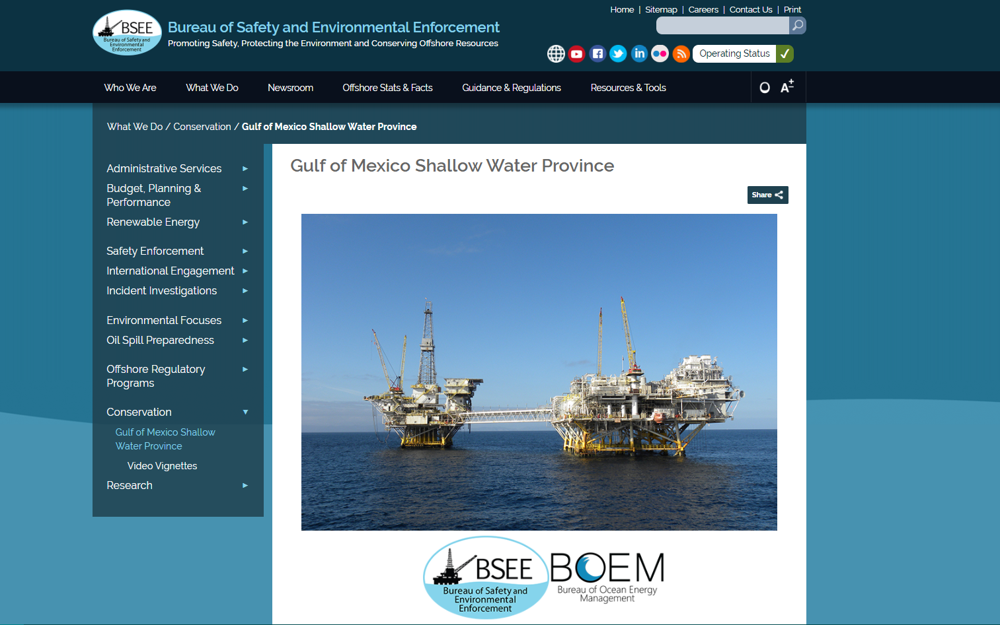 Home | Sitemap | Careers | Contact Us | Print
BSEE
Bureau of Safety and
Environmental
Enforcement
Bureau of Safety and Environmental Enforcement
Promoting Safety, Protecting the Environment and Conserving Offshore Resources
Operating Status
Who We Are What We Do Newsroom Offshore Stats & Facts Guidance & Regulations Resources & Tools O A±
What We Do / Conservation / Gulf of Mexico Shallow Water Province
Administrative Services
Budget, Planning &
Performance
Renewable Energy
Safety Enforcement
International Engagement
Incident Investigations
Environmental Focuses
Oil Spill Preparedness
Offshore Regulatory
Programs
Conservation
Gulf of Mexico Shallow
Water Province
Video Vignettes
Research
Gulf of Mexico Shallow Water Province
Share
BSEE
Bureau of Safety and
Environmental
Enforcement
BOEM
Bureau of Ocean Energy
Management